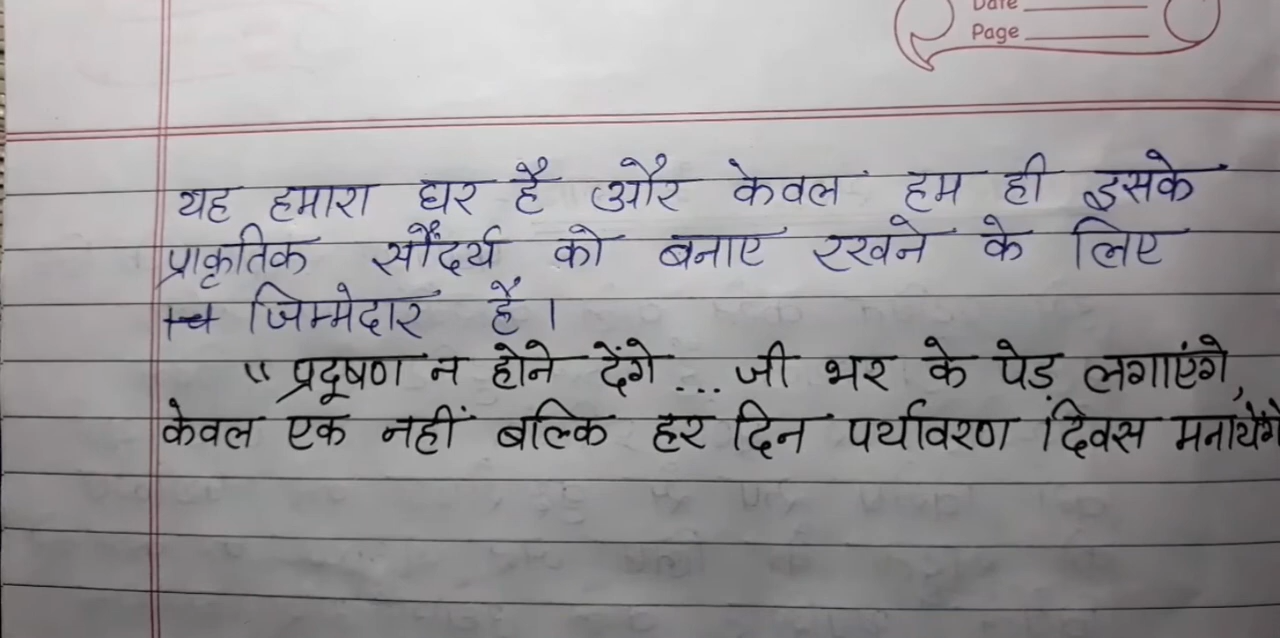 Date
Page
यह हमारा घर है और केवल हम ही इसके
प्राकृतिक सौंदर्य को बनाए रखने के लिए
जिम्मेदार है।
" प्रदूषण न होने देंगे ... जी भर के पेड़ लगाएंगे,
केवल एक नहीं बल्कि हर दिन पर्यावरण दिवस मनायेंगे